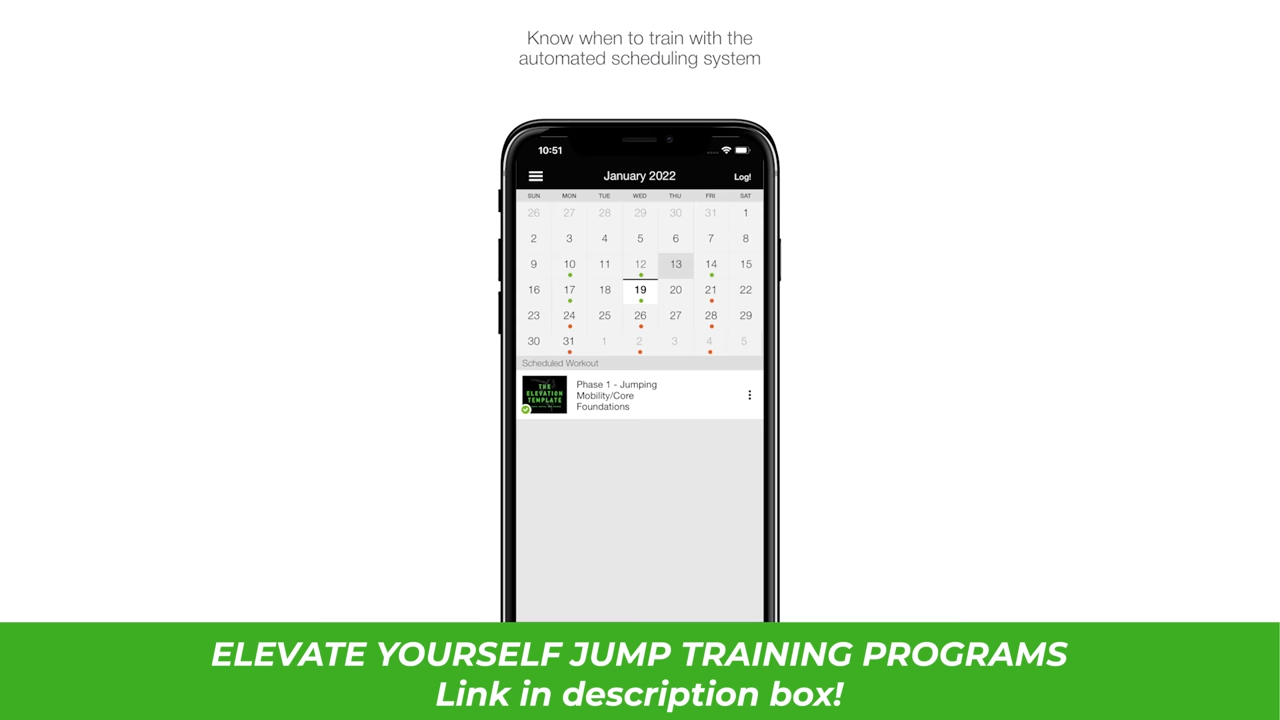 Know when to train with the
automated scheduling system
10:51
January 2022
Log!
SUN MON TUE WED THU FRI SAT
26 27 28 29 30 31 1
2 3 4 5 6 7 8
9 10 11 12 13 14 15
16 17 18 19 20 21 22
23 24 25 26 27 28 29
30 31 1 2 3 4 5
Scheduled Workout
THE
ELEVATION
TEMPLATE
Phase 1 - Jumping
Mobility/Core
Foundations
ELEVATE YOURSELF JUMP TRAINING PROGRAMS
Link in description box!